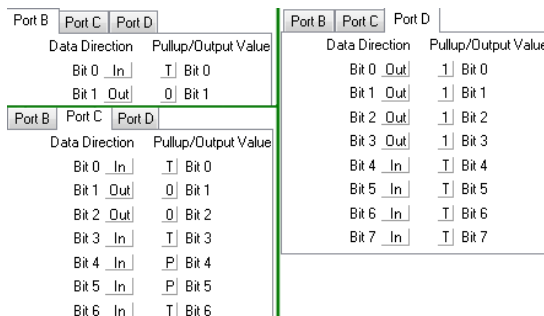 Port B Port C Port D
Data Direction Pullup/Output Value
Bit 0 In T Bit 0
Bit 1 Out 0 Bit 1
Port B Port C Port D
Data Direction Pullup/Output Value
Bit 0 In T Bit 0
Bit 1 Out 0 Bit 1
Bit 2 Out 0 Bit 2
Bit 3 In T Bit 3
Bit 4 In P Bit 4
Bit 5 In P Bit 5
Bit 6 In T Bit 6
Port B Port C Port D
Data Direction Pullup/Output Value
Bit 0 Out 1 Bit 0
Bit 1 Out 1 Bit 1
Bit 2 Out 1 Bit 2
Bit 3 Out 1 Bit 3
Bit 4 In T Bit 4
Bit 5 In T Bit 5
Bit 6 In T Bit 6
Bit 7 In T Bit 7